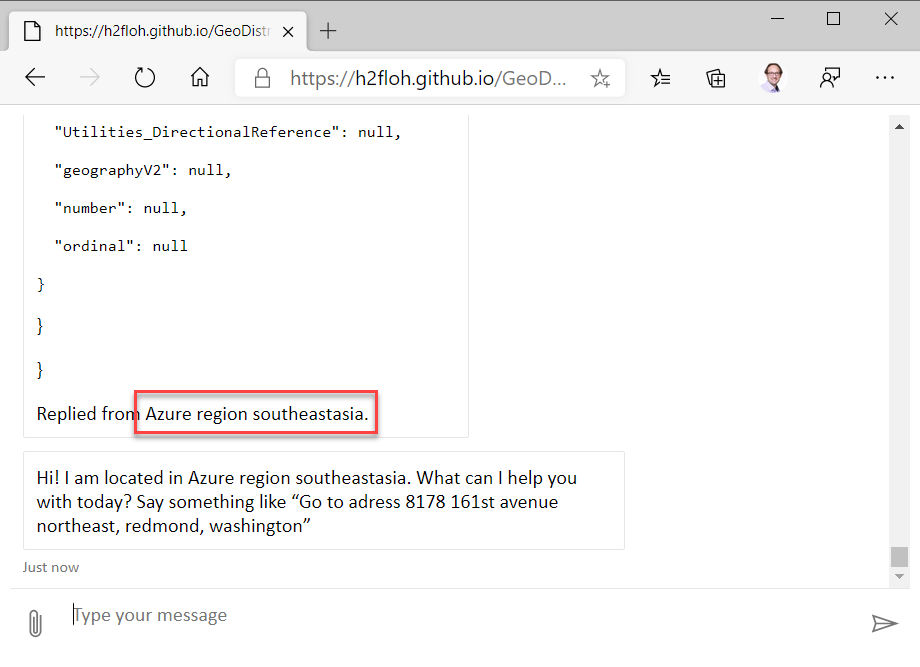 https://h2floh.github.io/GeoDistr
https://h2floh.github.io/GeoD...
"Utilities_DirectionalReference": null,
"geographyV2": null,
"number": null,
"ordinal": null
}
}
}
Replied from Azure region southeastasia.
Hi! I am located in Azure region southeastasia. What can I help you
with today? Say something like “Go to adress 8178 161st avenue
northeast, redmond, washington”
Just now
Type your message